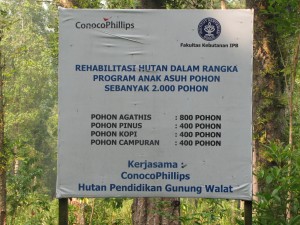 ConocoPhillips
Fakultas Kehutanan IPB
REHABILITASI HUTAN DALAM RANGKA
PROGRAM ANAK ASUH POHON
SEBANYAK 2.000 POHON
POHON AGATHIS : 800 POHON
POHON PINUS : 400 POHON
POHON KOPI : 400 POHON
POHON CAMPURAN : 400 POHON
Kerjasama :
ConocoPhillips
Hutan Pendidikan Gunung Walat